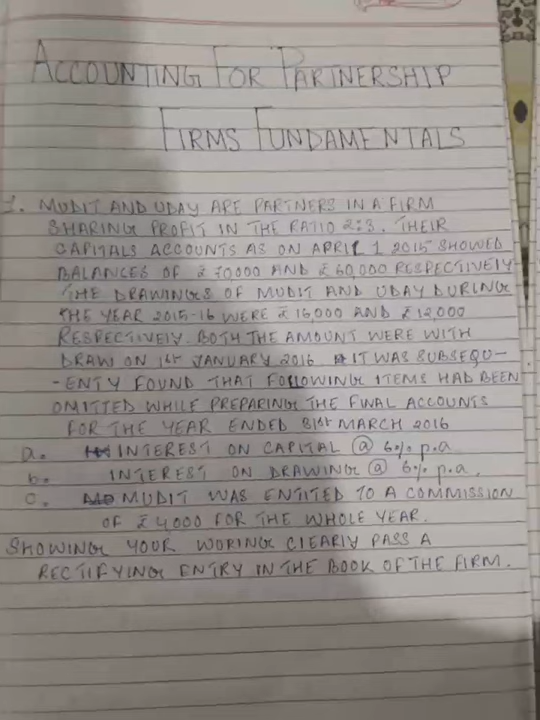 ACCOUNTING FOR PARTNERSHIP
FIRMS FUNDAMENTALS
1. MUDIT AND UDAY ARE PARTNERS IN A FIRM
SHARING PROFIT IN THE RATIO 2:3. THEIR
CAPITALS ACCOUNTS AS ON APRIL 1 2015 SHOWED
BALANCES OF ₹ 70000 AND ₹ 60,000 RESPECTIVELY
THE DRAWINGS OF MUDIT AND UDAY DURING
THE YEAR 2015-16 WERE ₹ 16,000 AND ₹ 12,000
RESPECTIVELY. BOTH THE AMOUNT WERE WITH
DRAW ON 1st JANUARY 2016. IT WAS SUBSEQU-
-ENTY FOUND THAT FOLLOWING ITEMS HAD BEEN
OMITTED WHILE PREPARING THE FINAL ACCOUNTS
FOR THE YEAR ENDED 31st MARCH 2016
a. INTEREST ON CAPITAL @ 6% p.a
b. INTEREST ON DRAWING @ 6% p.a.
c. MUDIT WAS ENTITED TO A COMMISSION
OF ₹ 4,000 FOR THE WHOLE YEAR.
SHOWING YOUR WORING CLEARLY PASS A
RECTIFYING ENTRY IN THE BOOK OF THE FIRM.